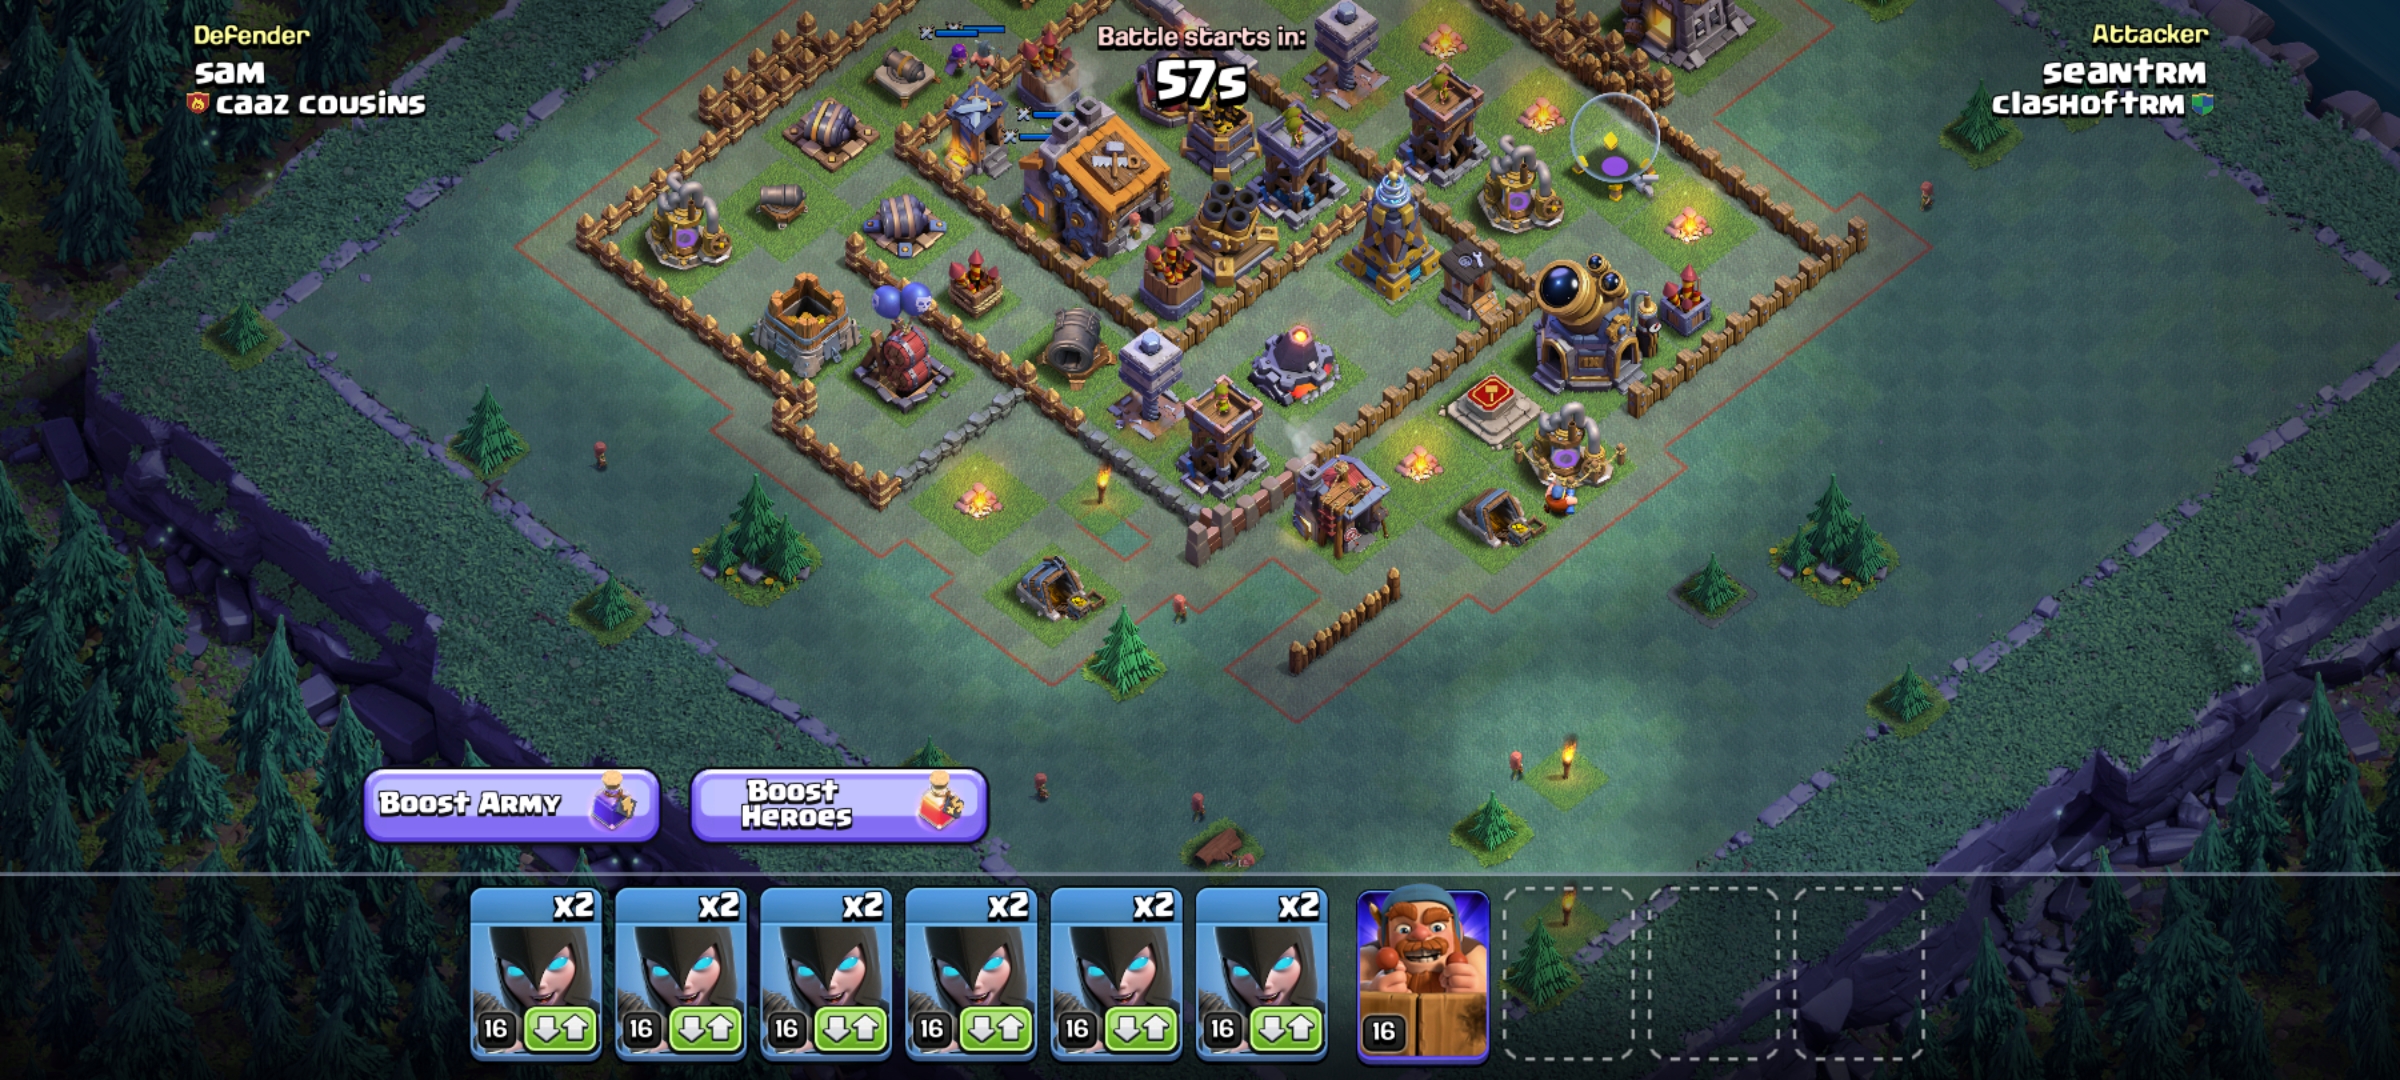 Defender
sam
caaz cousins
Battle starts in:
57s
Attacker
seantRM
clashoftRM
Boost Army
Boost
Heroes
x2
x2
x2
x2
x2
x2
16
16
16
16
16
16
16